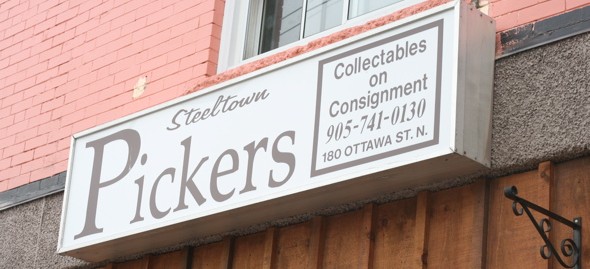 Steeltown
Pickers
Collectables
on
Consignment
905-741-0130
180 OTTAWA ST. N.